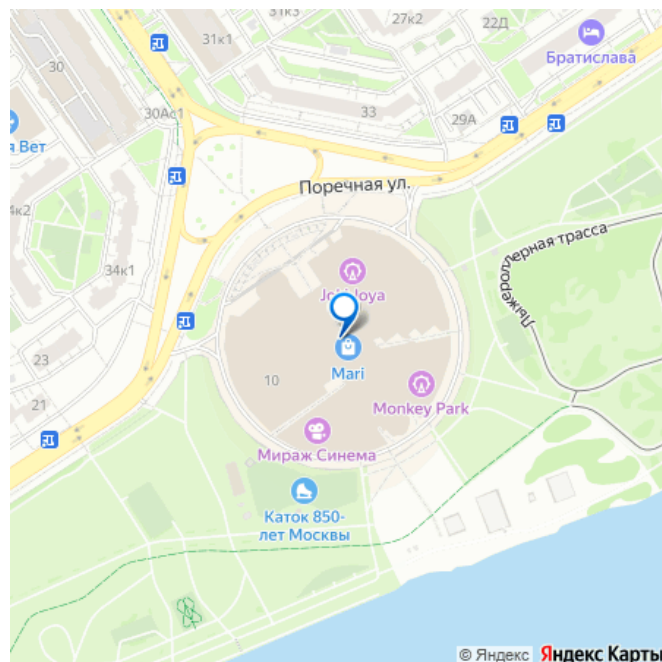 31к3
27к2
22Д
31к1
Братислава
30
30Ас1
33
29А
я Вет
Поречная ул.
4к2
34к1
Лыжероллерная трасса
Joya
23
Mari
10
Monkey Park
21
Мираж Синема
Каток 850-
лет Москвы
© Яндекс Яндекс Карты